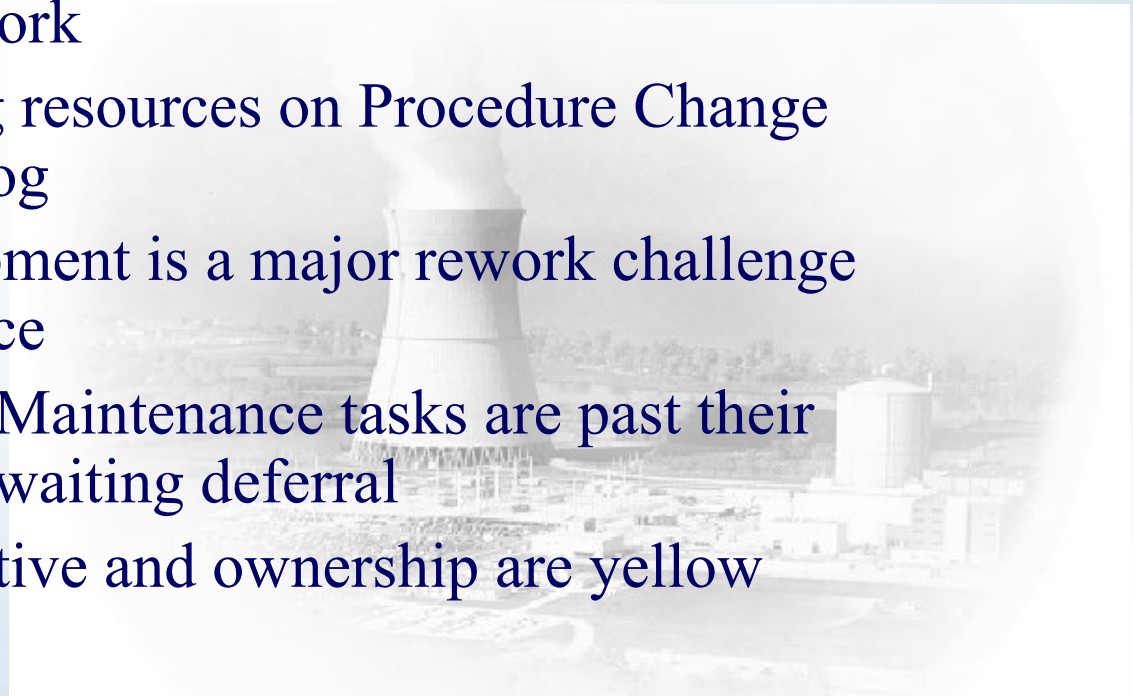 ork
resources on Procedure Change
og
ment is a major rework challenge
ce
Maintenance tasks are past their
waiting deferral
tive and ownership are yellow